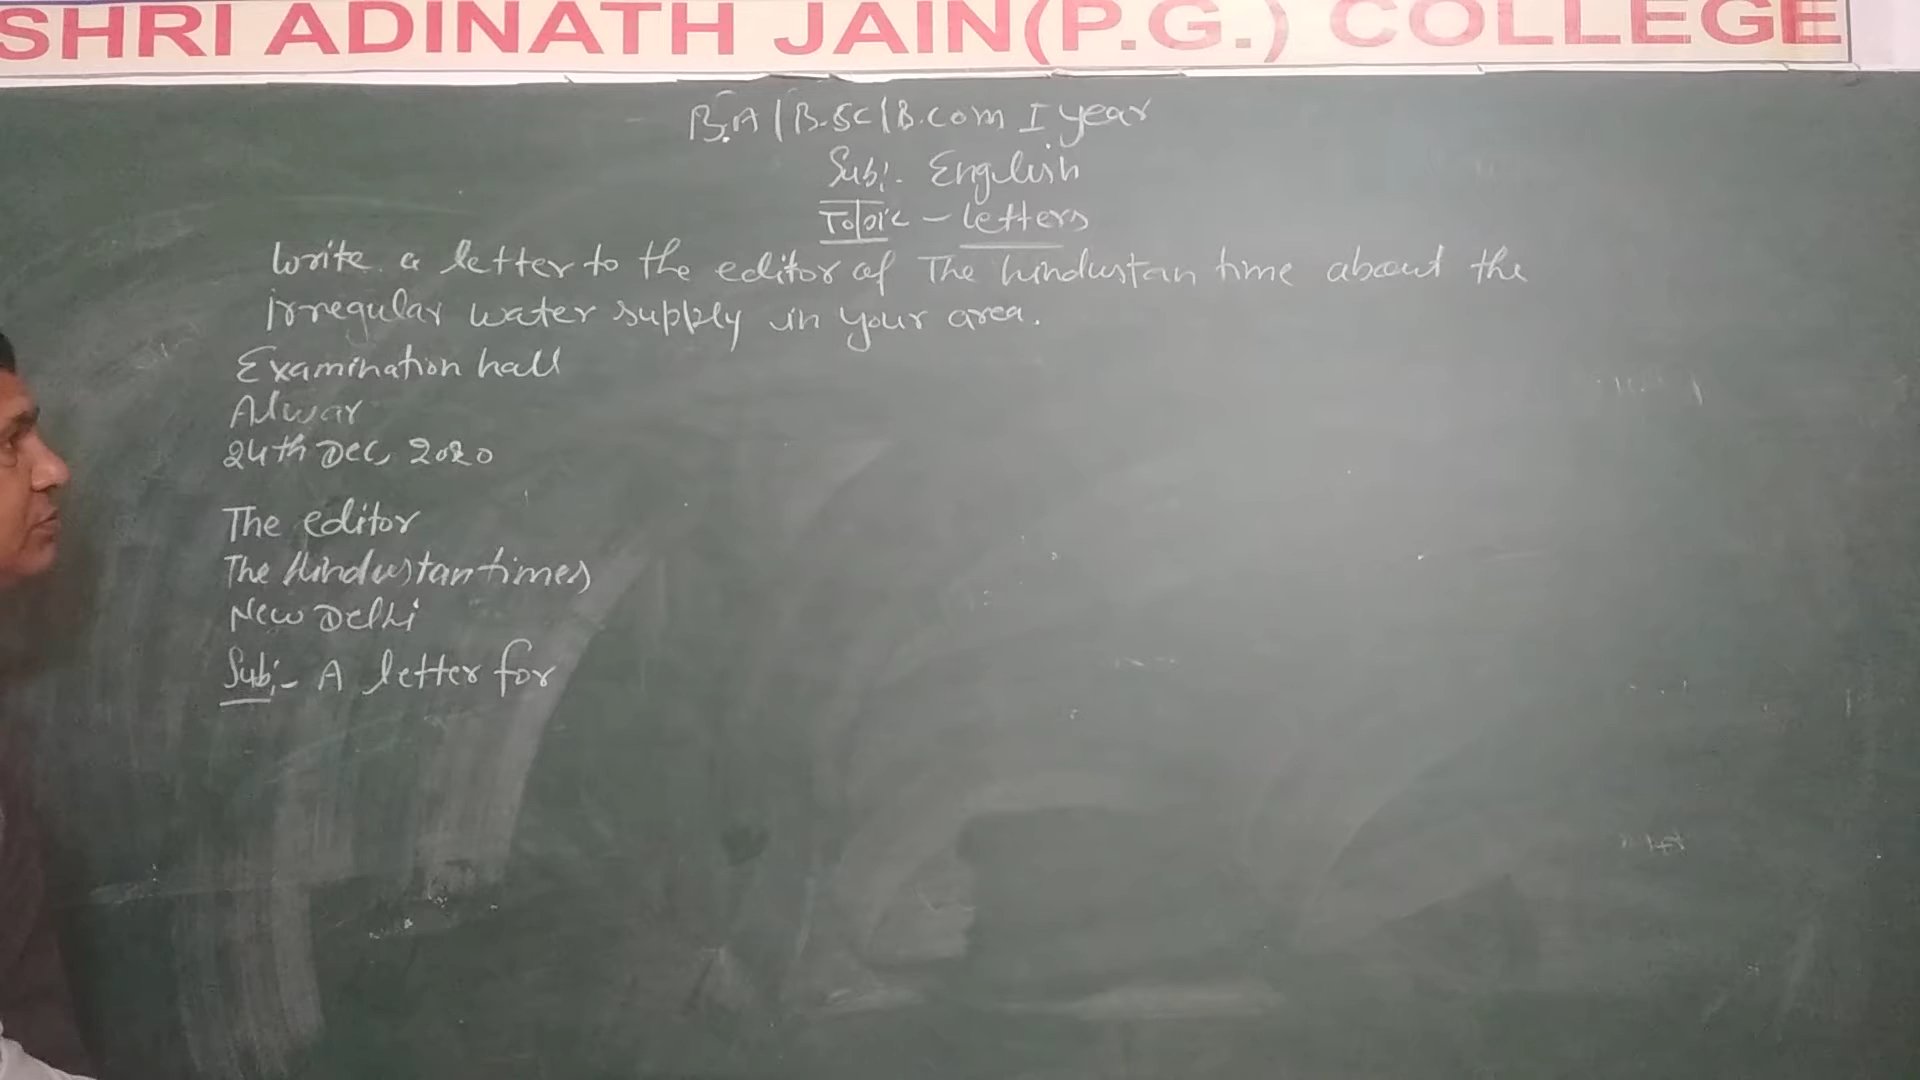 SHRI ADINATH JAIN(P.G.) COLLEGE
B.A | B.Sc | B.com I year
Sub:- English
Topic - letters
Write a letter to the editor of The hindustan time about the
irregular water supply in your area.
Examination hall
Alwar
24th Dec, 2020
The editor
The Hindustan times
New Delhi
Sub:- A letter for